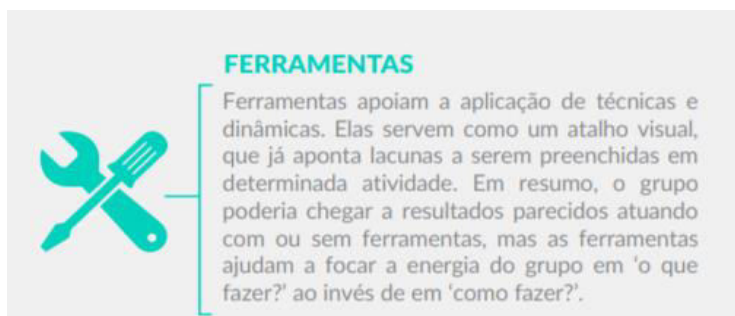 FERRAMENTAS
Ferramentas apoiam a aplicação de técnicas e
dinâmicas. Elas servem como um atalho visual,
que já aponta lacunas a serem preenchidas em
determinada atividade. Em resumo, o grupo
poderia chegar a resultados parecidos atuando
com ou sem ferramentas, mas as ferramentas
ajudam a focar a energia do grupo em ‘o que
fazer?’ ao invés de em ‘como fazer?’.